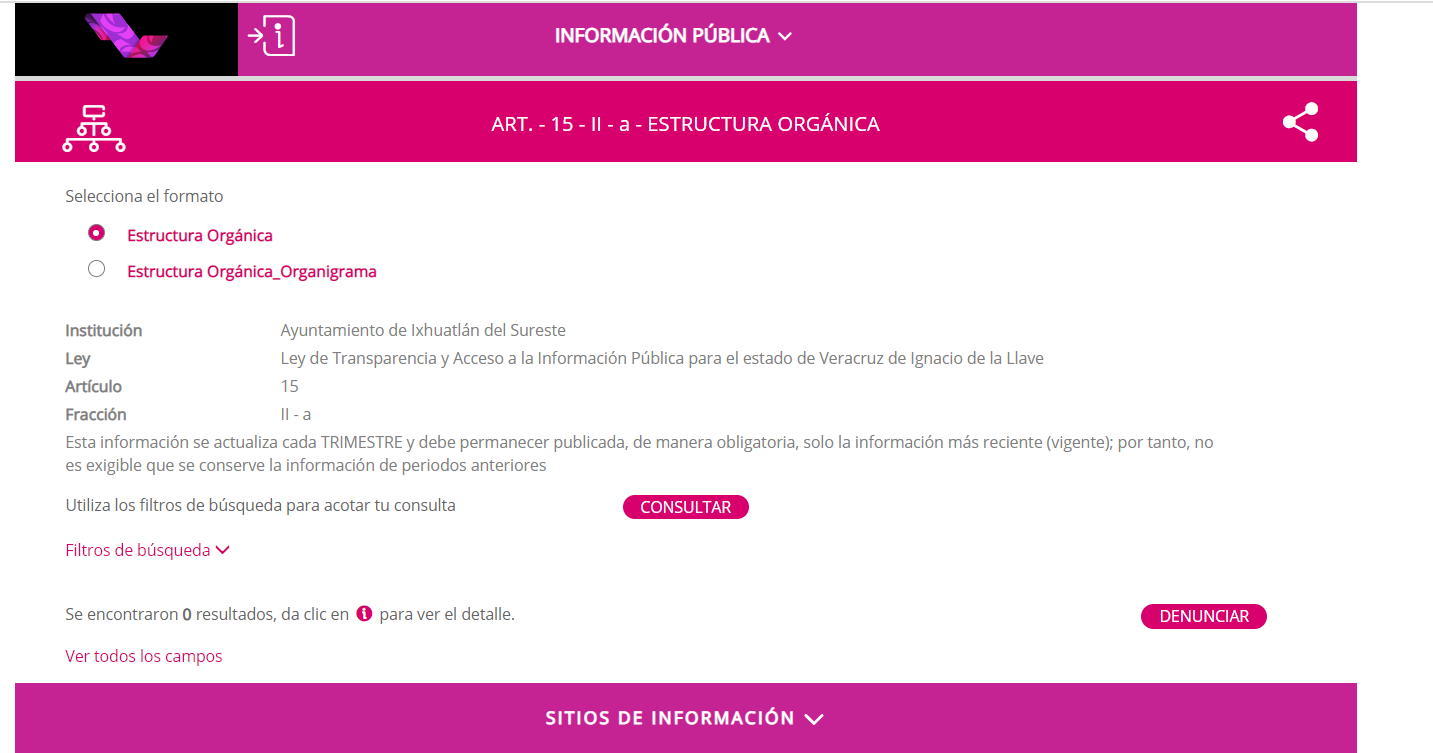 INFORMACIÓN PÚBLICA
ART. - 15 - II - a - ESTRUCTURA ORGÁNICA
Selecciona el formato
Estructura Orgánica
Estructura Orgánica_Organigrama
Institución Ayuntamiento de Ixhuatlán del Sureste
Ley Ley de Transparencia y Acceso a la Información Pública para el estado de Veracruz de Ignacio de la Llave
Artículo 15
Fracción II - a
Esta información se actualiza cada TRIMESTRE y debe permanecer publicada, de manera obligatoria, solo la información más reciente (vigente); por tanto, no
es exigible que se conserve la información de periodos anteriores
Utiliza los filtros de búsqueda para acotar tu consulta CONSULTAR
Filtros de búsqueda
Se encontraron 0 resultados, da clic en i para ver el detalle. DENUNCIAR
Ver todos los campos
SITIOS DE INFORMACIÓN